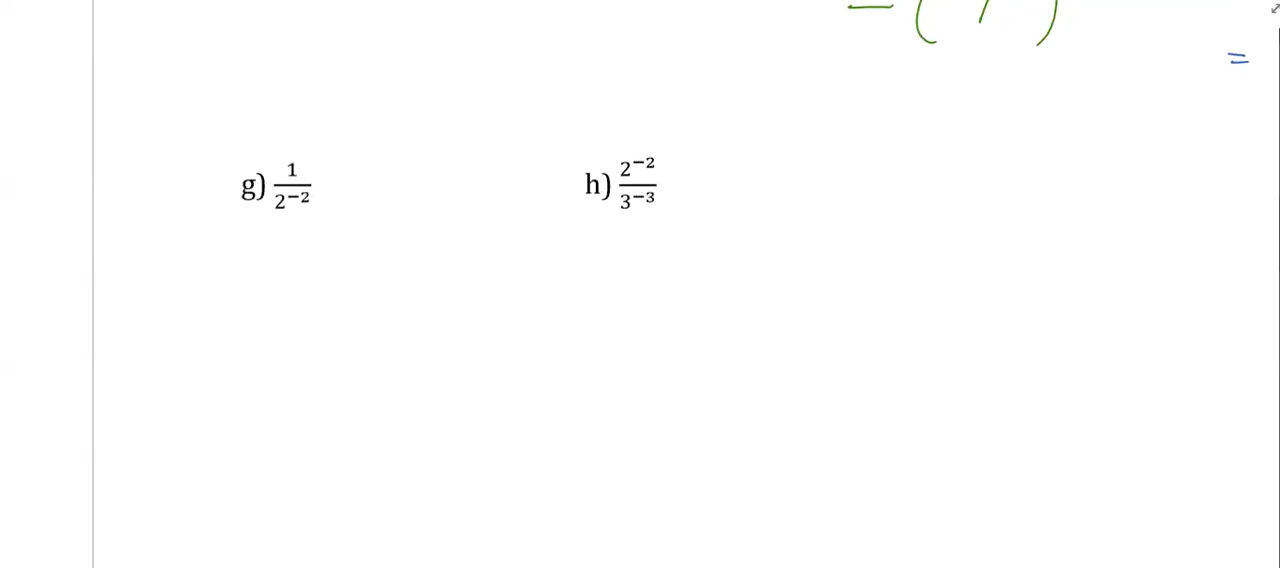 =
g) 1/2⁻² h) 2⁻²/3⁻³